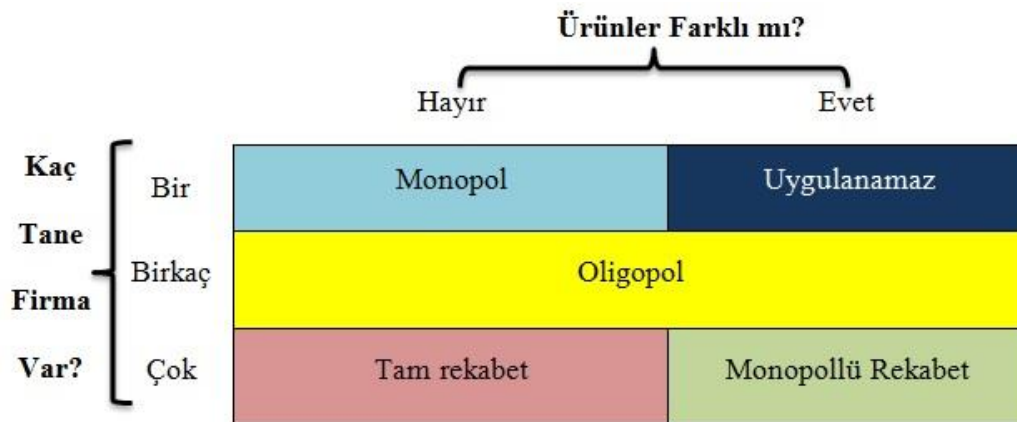 Ürünler Farklı mı?
Hayır Evet
Kaç
Tane
Firma
Var?
Bir Monopol Uygulanamaz
Birkaç Oligopol
Çok Tam rekabet Monopollü Rekabet